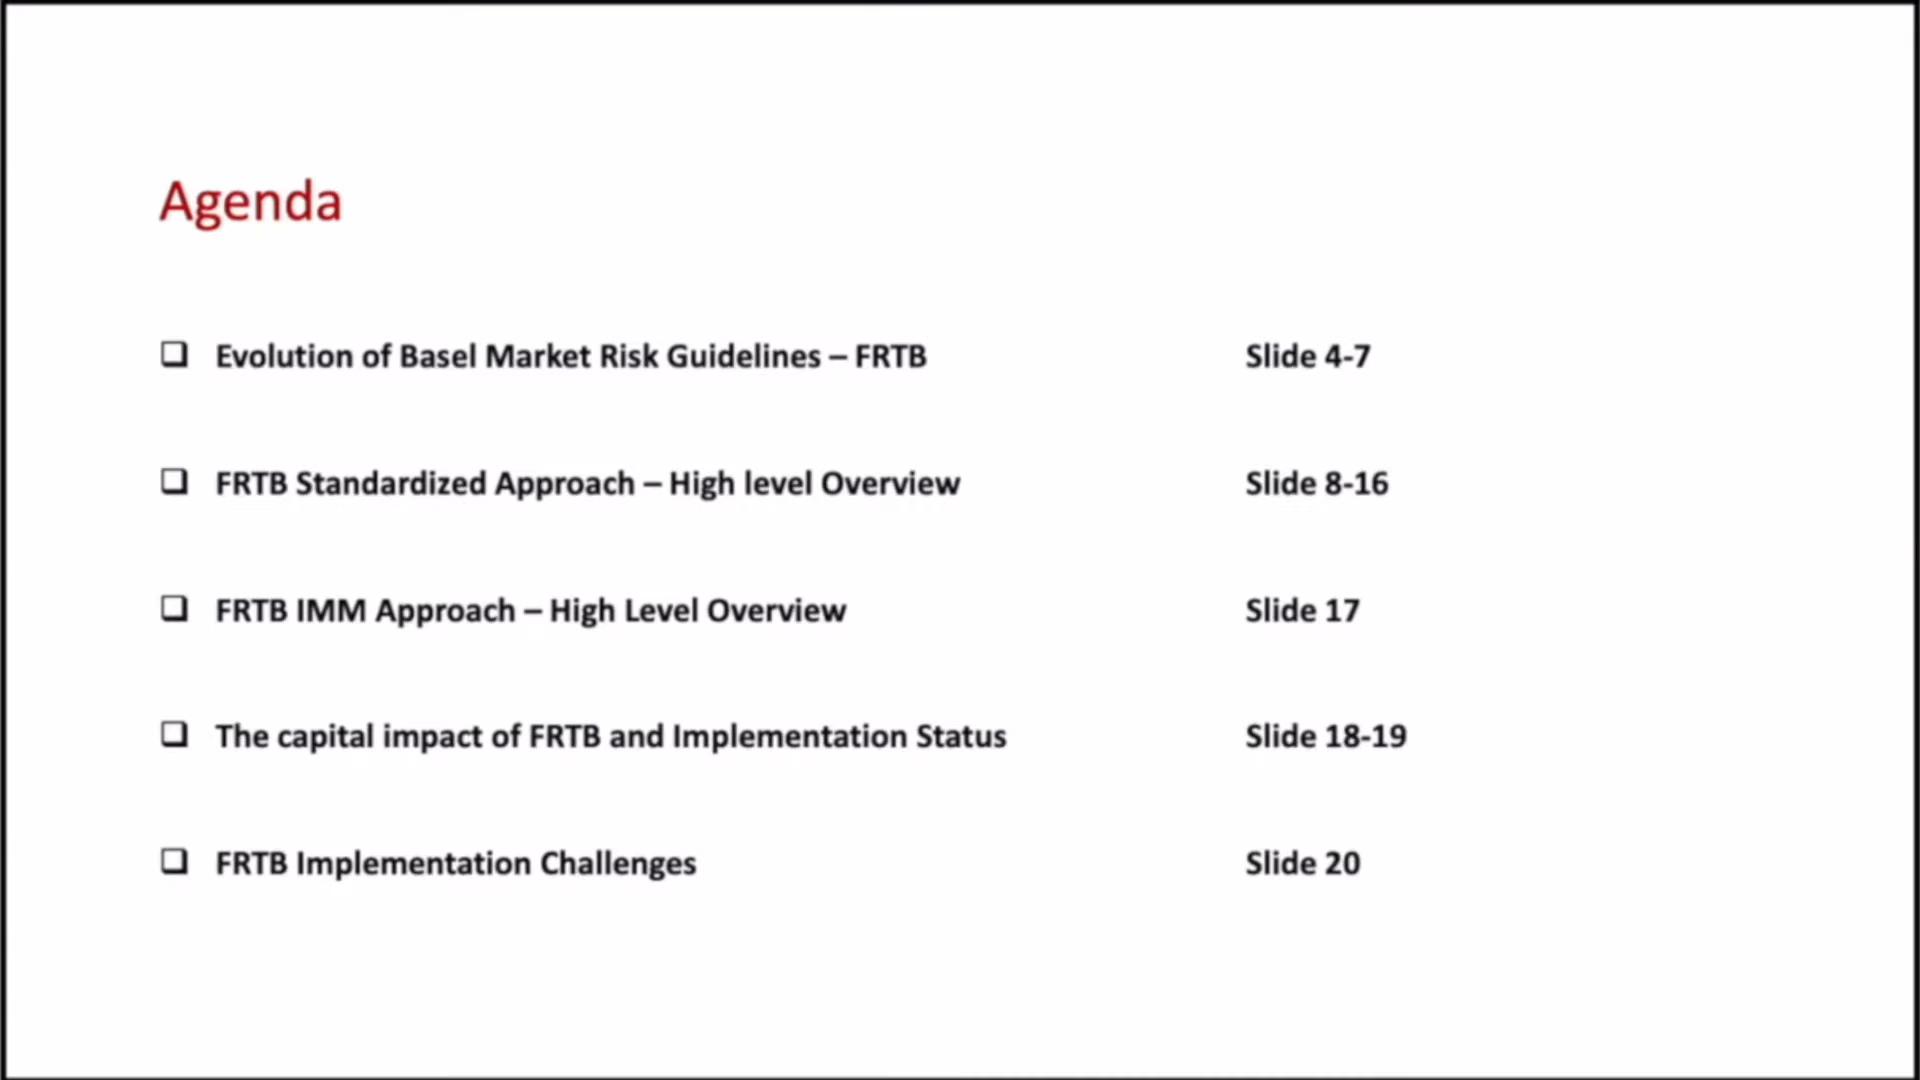 Agenda
❑ Evolution of Basel Market Risk Guidelines – FRTB Slide 4-7
❑ FRTB Standardized Approach – High level Overview Slide 8-16
❑ FRTB IMM Approach – High Level Overview Slide 17
❑ The capital impact of FRTB and Implementation Status Slide 18-19
❑ FRTB Implementation Challenges Slide 20